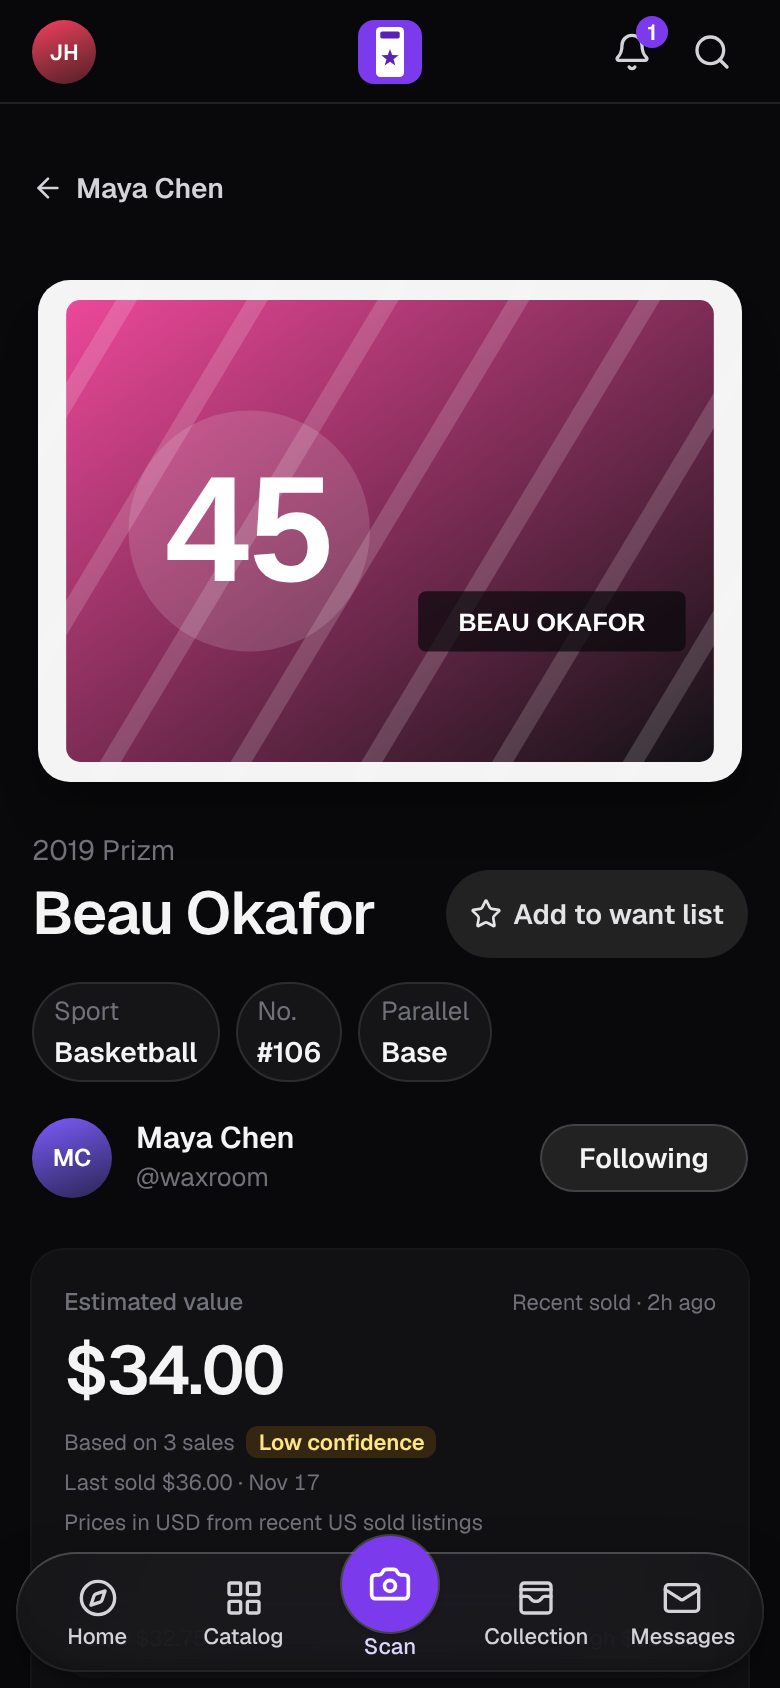 JH
1
Maya Chen
45
BEAU OKAFOR
2019 Prizm
Beau Okafor
Add to want list
Sport
Basketball
No.
#106
Parallel
Base
MC
Maya Chen
@waxroom
Following
Estimated value
Recent sold · 2h ago
$34.00
Based on 3 sales
Low confidence
Last sold $36.00 · Nov 17
Prices in USD from recent US sold listings
Home
Catalog
Scan
Collection
Messages